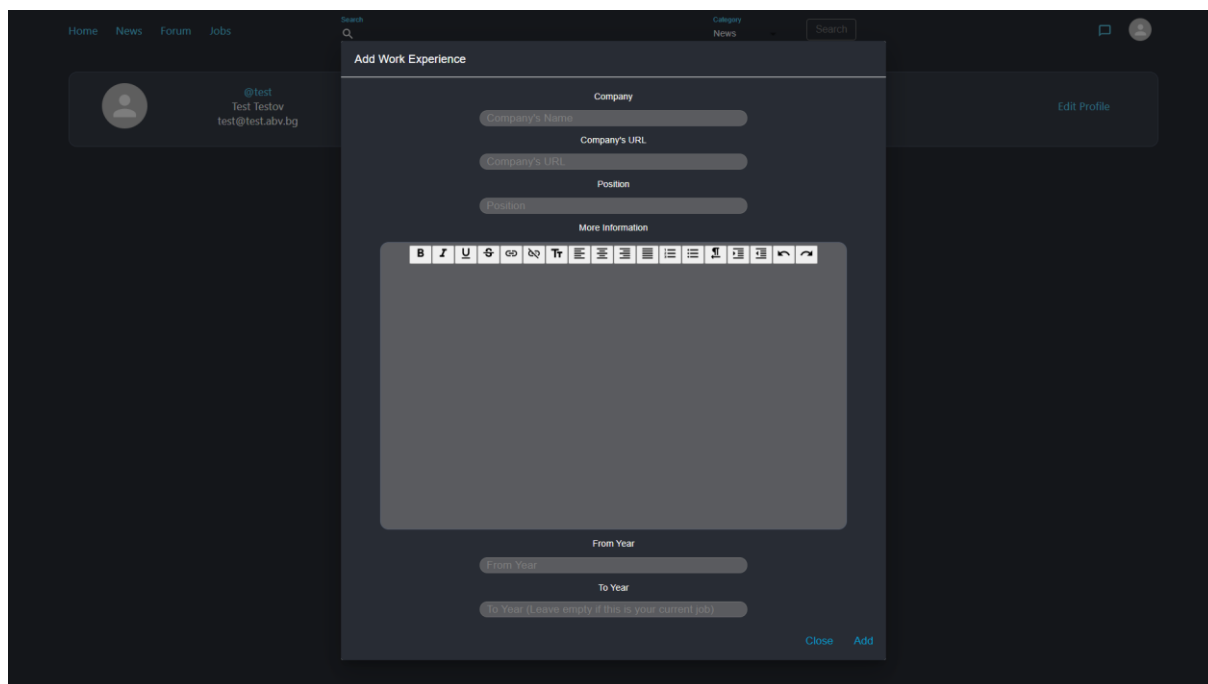 Home News Forum Jobs
Search
Category
News
Search
@test
Test Testov
test@test.abv.bg
Edit Profile
Add Work Experience
Company
Company's Name
Company's URL
Company's URL
Position
Position
More Information
From Year
From Year
To Year
To Year (Leave empty if this is your current job)
Close Add